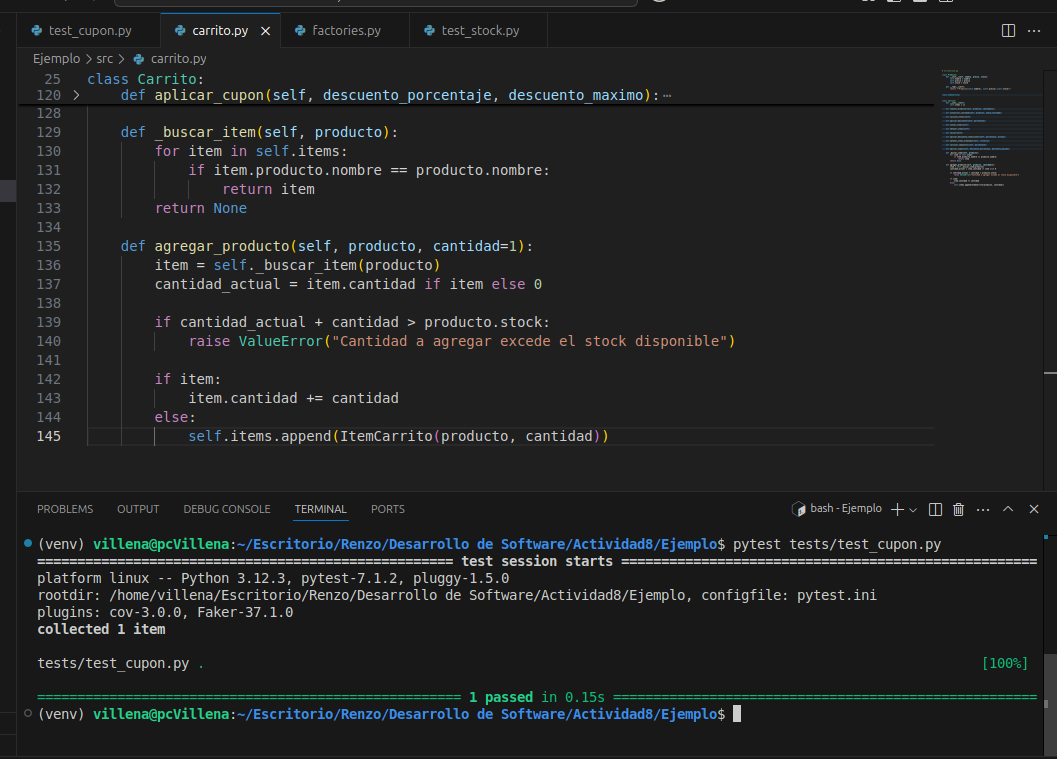 test_cupon.py carrito.py factories.py test_stock.py
Ejemplo > src > carrito.py
25 class Carrito:
120 def aplicar_cupon(self, descuento_porcentaje, descuento_maximo):
128
129 def _buscar_item(self, producto):
130 for item in self.items:
131 if item.producto.nombre == producto.nombre:
132 return item
133 return None
134
135 def agregar_producto(self, producto, cantidad=1):
136 item = self._buscar_item(producto)
137 cantidad_actual = item.cantidad if item else 0
138
139 if cantidad_actual + cantidad > producto.stock:
140 raise ValueError("Cantidad a agregar excede el stock disponible")
141
142 if item:
143 item.cantidad += cantidad
144 else:
145 self.items.append(ItemCarrito(producto, cantidad))
PROBLEMS OUTPUT DEBUG CONSOLE TERMINAL PORTS bash - Ejemplo
(venv) villena@pcVillena:~/Escritorio/Renzo/Desarrollo de Software/Actividad8/Ejemplo$ pytest tests/test_cupon.py
test session starts
platform linux -- Python 3.12.3, pytest-7.1.2, pluggy-1.5.0
rootdir: /home/villena/Escritorio/Renzo/Desarrollo de Software/Actividad8/Ejemplo, configfile: pytest.ini
plugins: cov-3.0.0, Faker-37.1.0
collected 1 item
tests/test_cupon.py . [100%]
1 passed in 0.15s
(venv) villena@pcVillena:~/Escritorio/Renzo/Desarrollo de Software/Actividad8/Ejemplo$